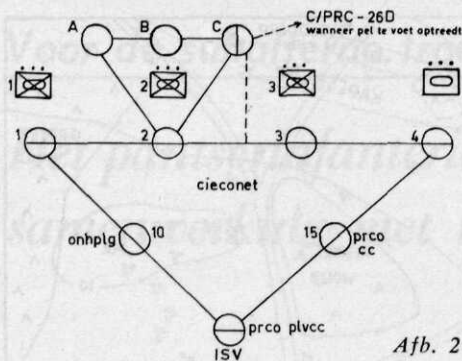 A B C
C/PRC-26D
wanneer pel te voet optreedt
1 2 3
1 2 3 4
cieconet
onhplg 10 15 prco
cc
prco plvcc
ISV
Afb. 2